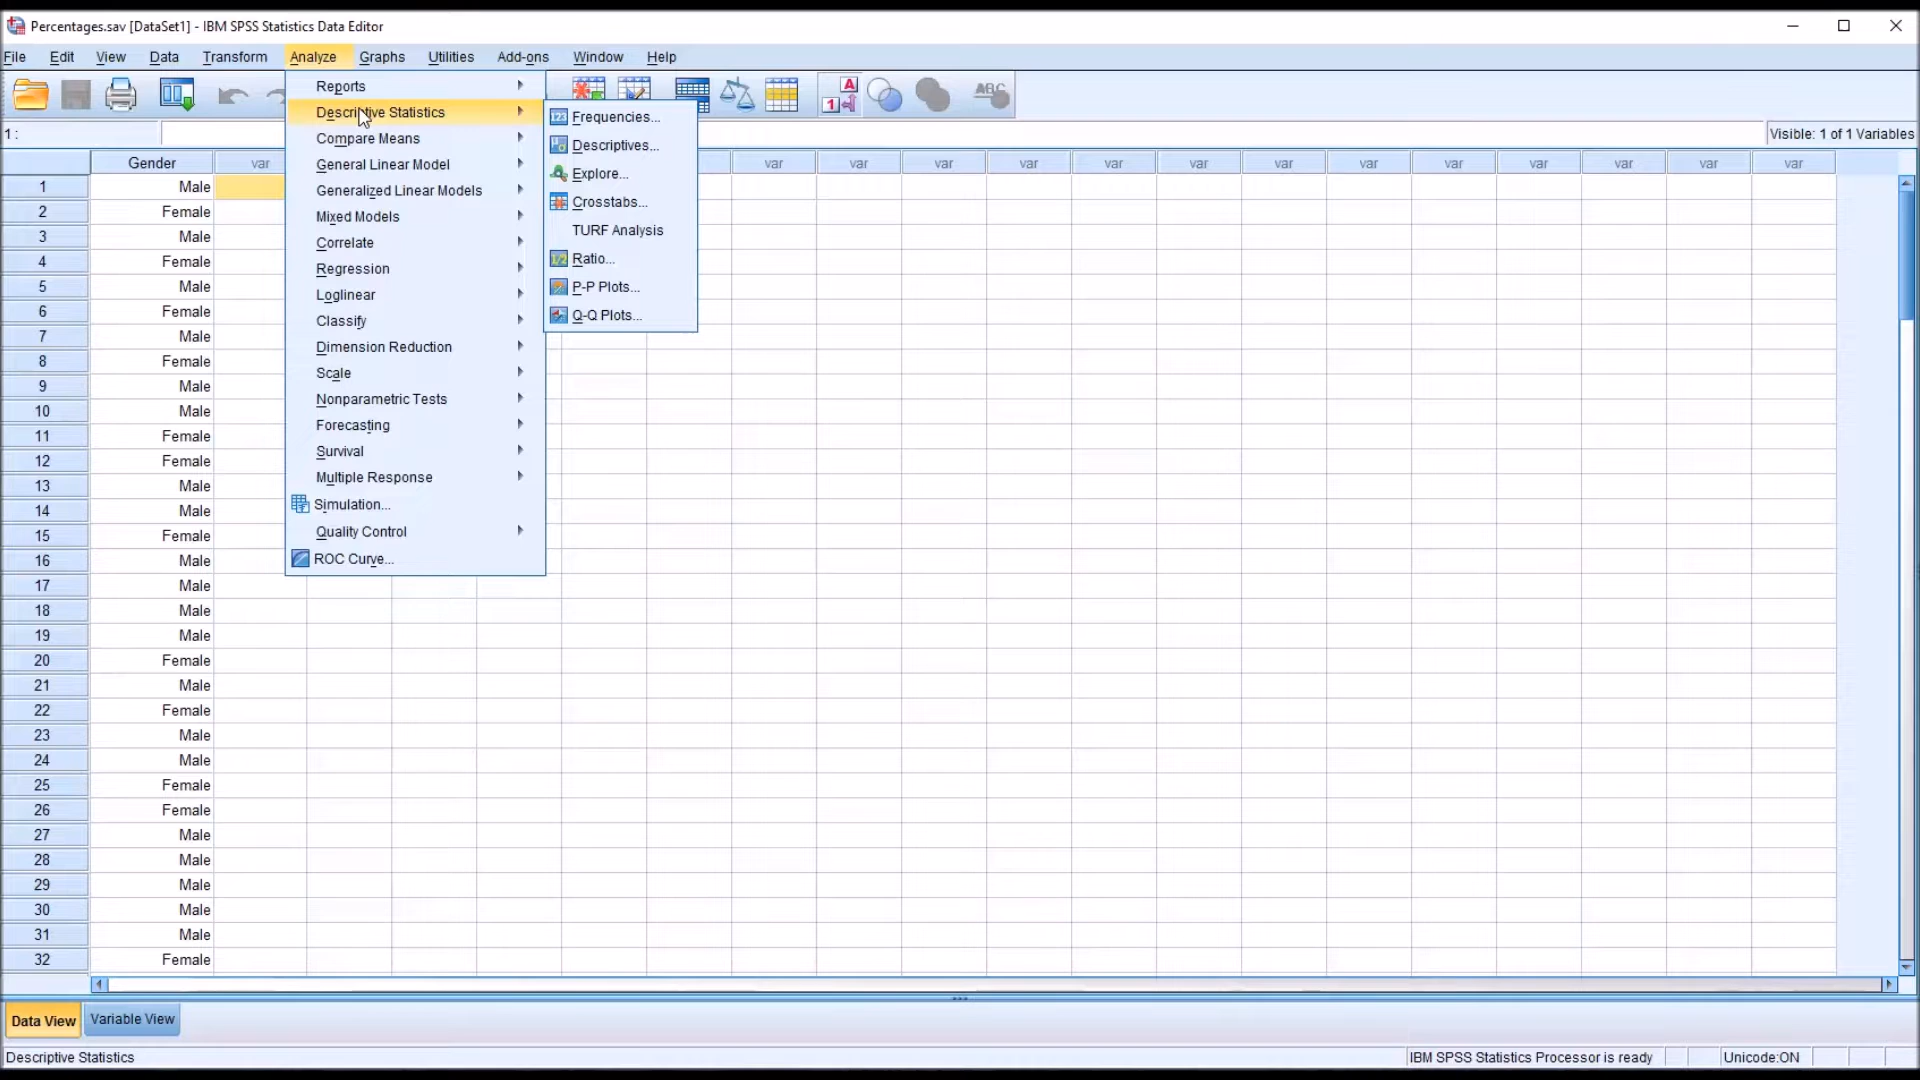 Percentages.sav [DataSet1] - IBM SPSS Statistics Data Editor
File Edit View Data Transform Analyze Graphs Utilities Add-ons Window Help
1 :
Visible: 1 of 1 Variables
Reports
Descriptive Statistics
Compare Means
General Linear Model
Generalized Linear Models
Mixed Models
Correlate
Regression
Loglinear
Classify
Dimension Reduction
Scale
Nonparametric Tests
Forecasting
Survival
Multiple Response
Simulation...
Quality Control
ROC Curve...
Frequencies...
Descriptives...
Explore...
Crosstabs...
TURF Analysis
Ratio...
P-P Plots...
Q-Q Plots...
A
1
ABC
Gender var var var var var var var var var var var var var var
1 Male
2 Female
3 Male
4 Female
5 Male
6 Female
7 Male
8 Female
9 Male
10 Male
11 Female
12 Female
13 Male
14 Male
15 Female
16 Male
17 Male
18 Male
19 Male
20 Female
21 Male
22 Female
23 Male
24 Male
25 Female
26 Female
27 Male
28 Male
29 Male
30 Male
31 Male
32 Female
Data View Variable View
Descriptive Statistics
IBM SPSS Statistics Processor is ready
Unicode:ON